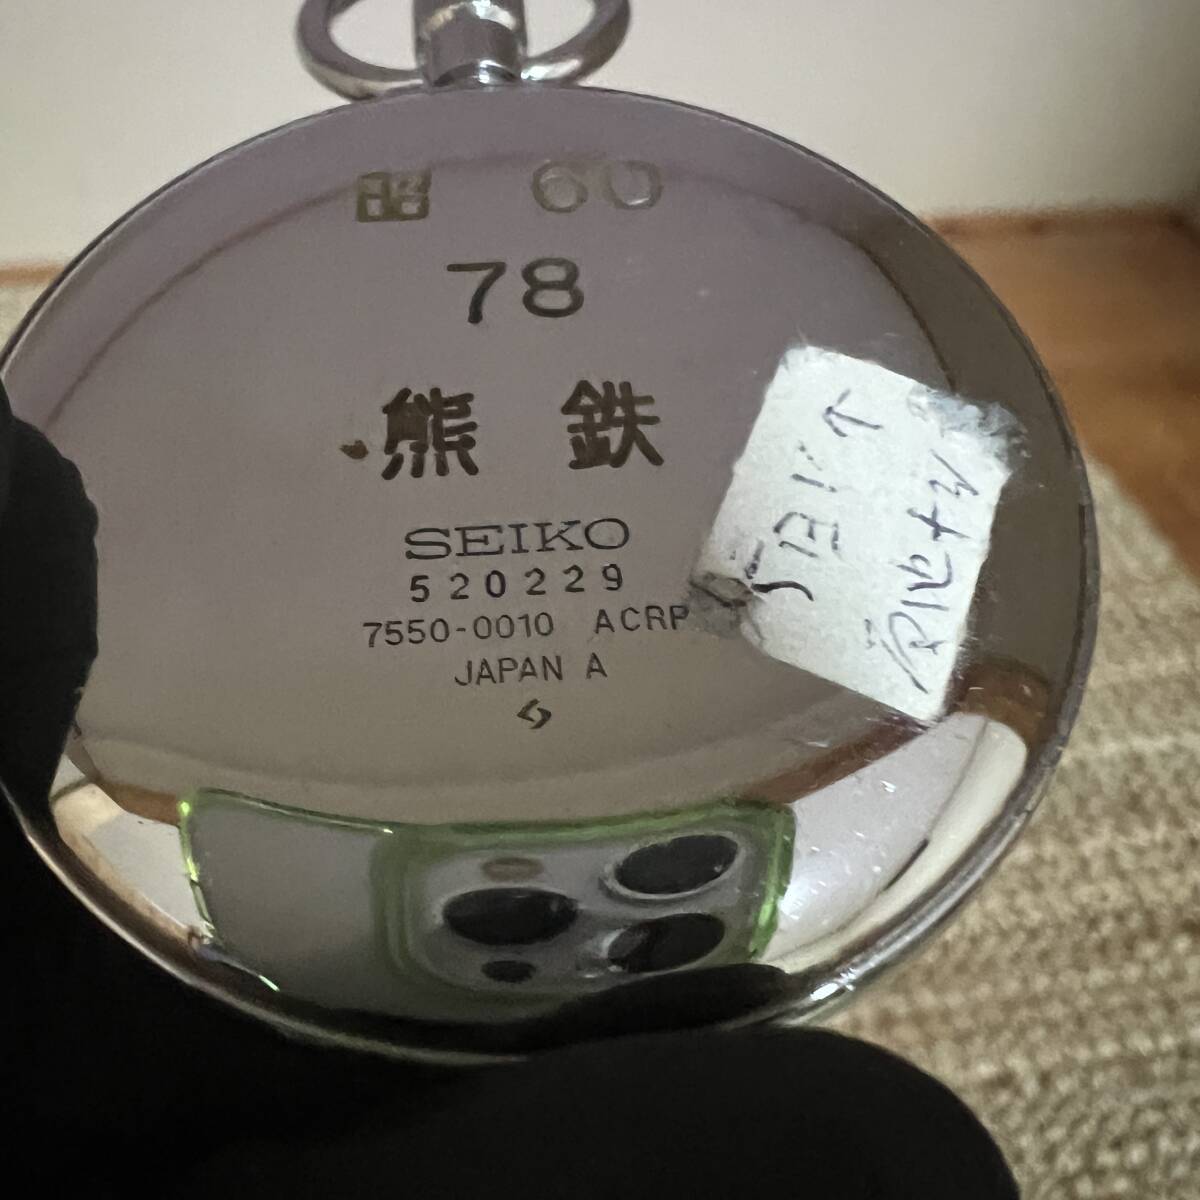 昭 60
78
熊 鉄
SEIKO
520229
7550-0010 ACRP
JAPAN A